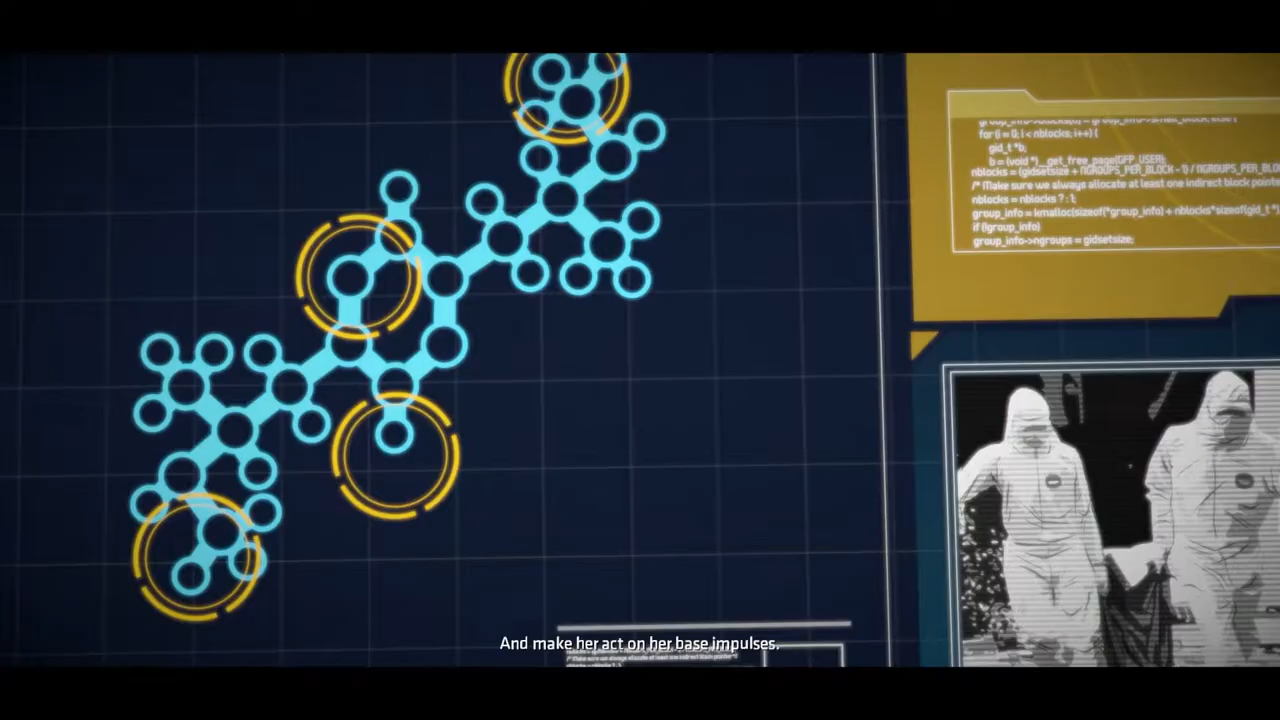 for (i = 0; i < nblocks; i++) {
gid_t *b;
b = (void *)__get_free_page(GFP_USER);
nblocks = (gidsetsize + NGROUPS_PER_BLOCK - 1) / NGROUPS_PER_BLO
/* Make sure we always allocate at least one indirect block pointe
nblocks = nblocks ? : 1;
group_info = kmalloc(sizeof(*group_info) + nblocks*sizeof(gid_t *)
if (!group_info)
group_info->ngroups = gidsetsize;
And make her act on her base impulses.